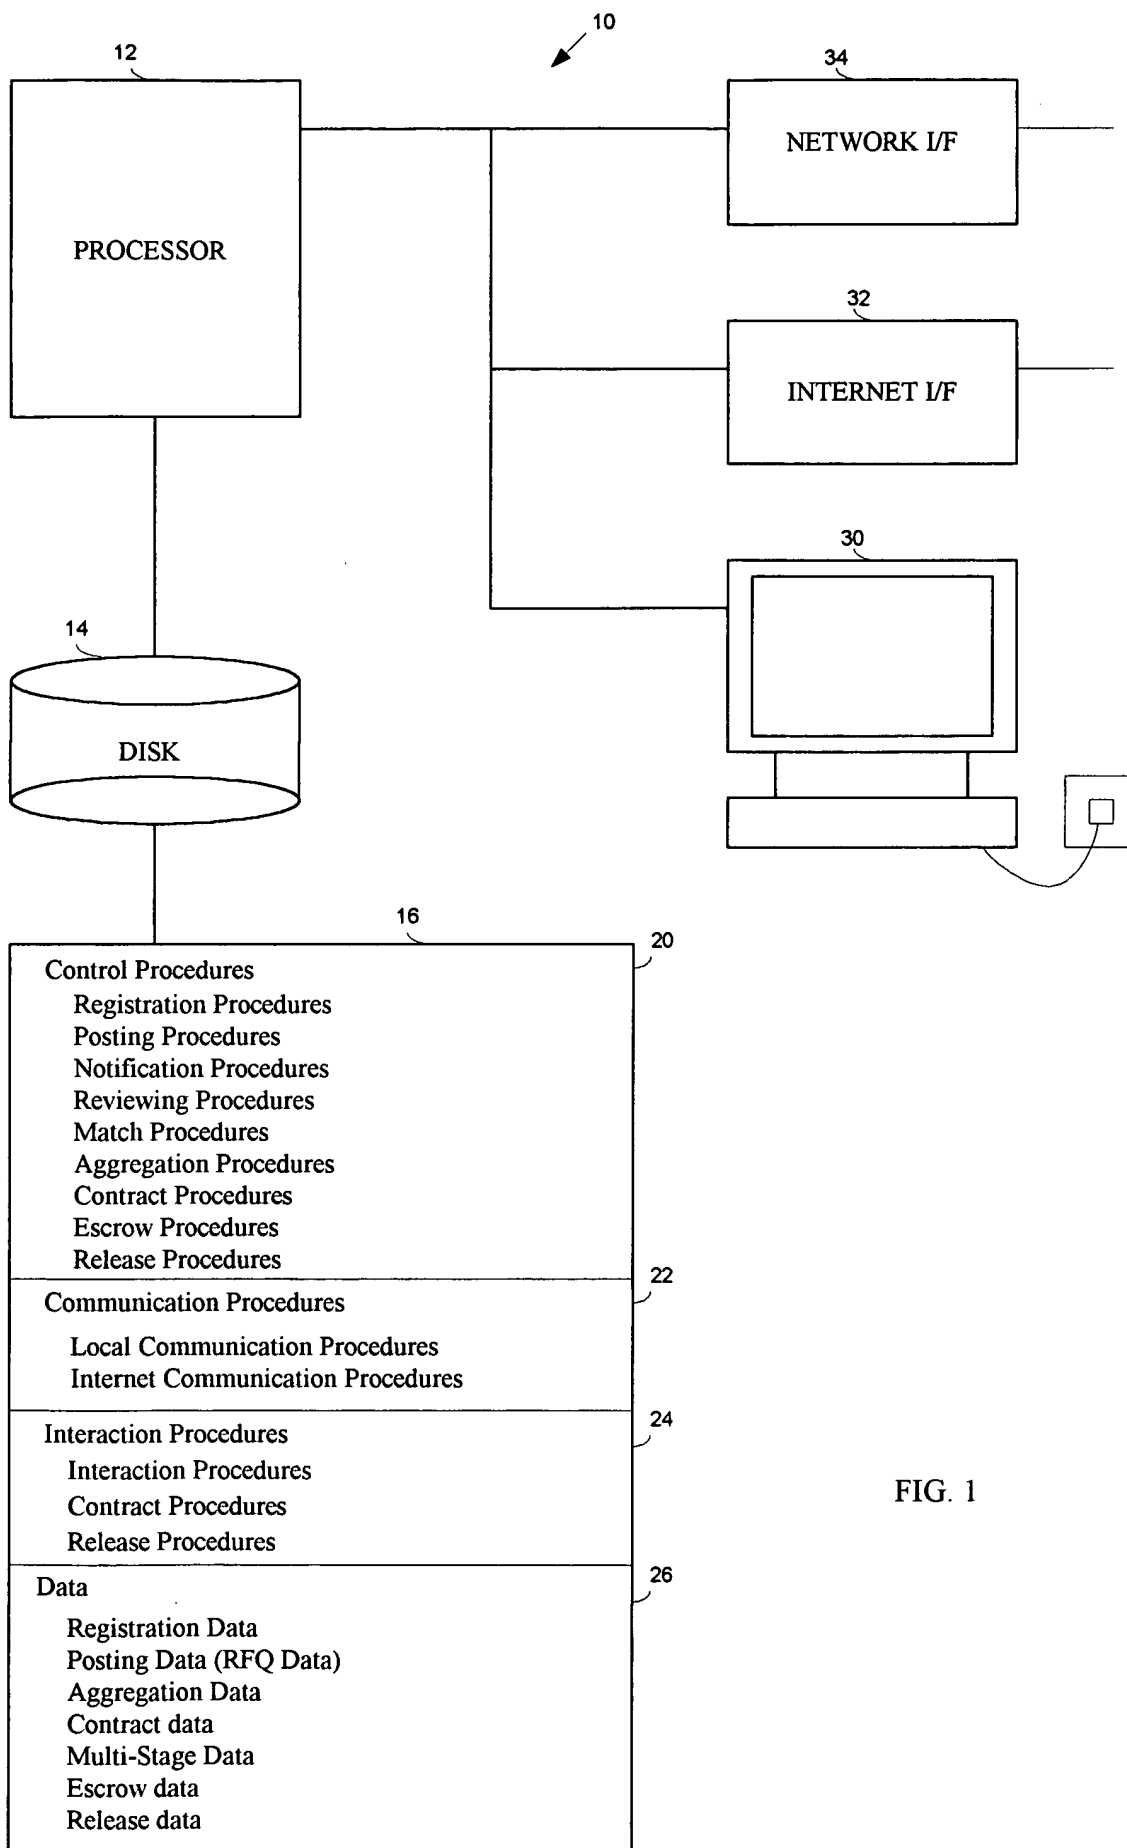 10
12
34
PROCESSOR
NETWORK I/F
32
INTERNET I/F
30
14
DISK
16
20
Control Procedures
Registration Procedures
Posting Procedures
Notification Procedures
Reviewing Procedures
Match Procedures
Aggregation Procedures
Contract Procedures
Escrow Procedures
Release Procedures
22
Communication Procedures
Local Communication Procedures
Internet Communication Procedures
24
Interaction Procedures
Interaction Procedures
Contract Procedures
Release Procedures
FIG. 1
26
Data
Registration Data
Posting Data (RFQ Data)
Aggregation Data
Contract data
Multi-Stage Data
Escrow data
Release data